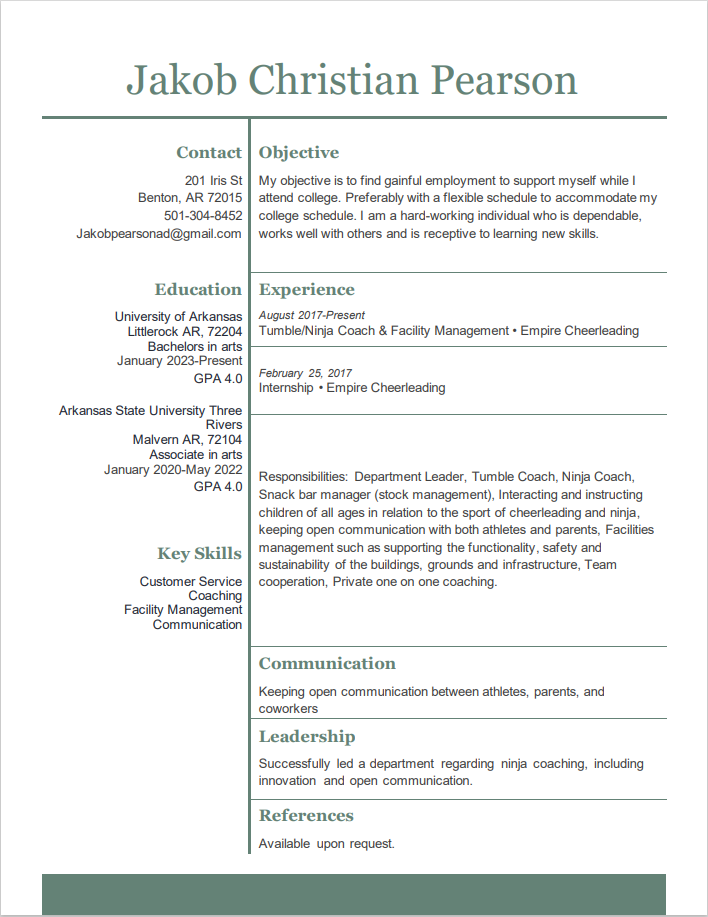 Jakob Christian Pearson
Contact
201 Iris St
Benton, AR, 72015
501-304-8452
Jakobpearsonad@gmail.com
Education
University of Arkansas
Littlerock AR, 72204
Bachelors in arts
January 2023-Present
GPA 4.0
Arkansas State University Three
Rivers
Malvern AR, 72104
Associate in arts
January 2020-May 2022
GPA 4.0
Key Skills
Customer Service
Coaching
Facility Management
Communication
Objective
My objective is to find gainful employment to support myself while I
attend college. Preferably with a flexible schedule to accommodate my
college schedule. I am a hard-working individual who is dependable,
works well with others and is receptive to learning new skills.
Experience
August 2017-Present
Tumble/Ninja Coach & Facility Management • Empire Cheerleading
February 25, 2017
Internship • Empire Cheerleading
Responsibilities: Department Leader, Tumble Coach, Ninja Coach,
Snack bar manager (stock management), Interacting and instructing
children of all ages in relation to the sport of cheerleading and ninja,
keeping open communication with both athletes and parents, Facilities
management such as supporting the functionality, safety and
sustainability of the buildings, grounds and infrastructure, Team
cooperation, Private one on one coaching.
Communication
Keeping open communication between athletes, parents, and
coworkers
Leadership
Successfully led a department regarding ninja coaching, including
innovation and open communication.
References
Available upon request.